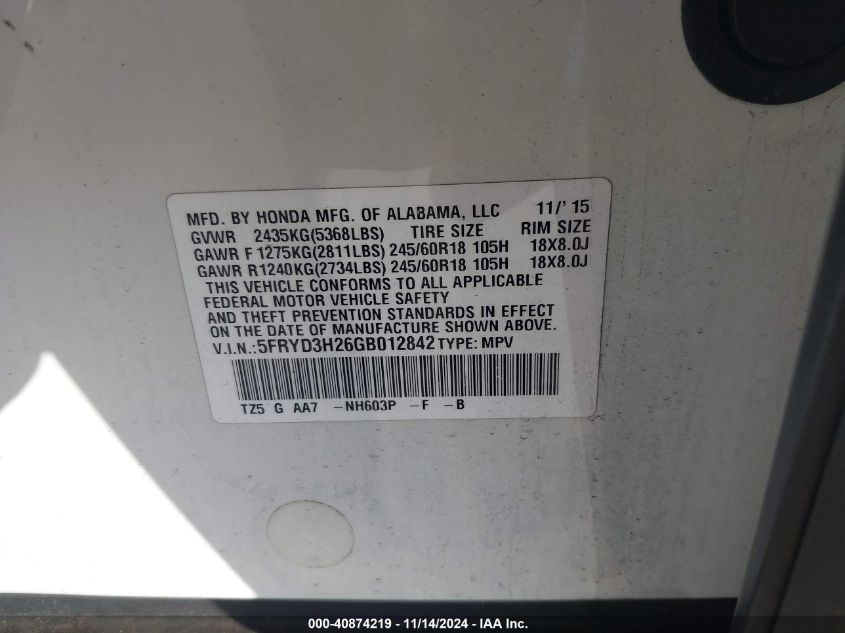 MFD. BY HONDA MFG. OF ALABAMA, LLC 11/' 15
GVWR 2435KG(5368LBS) TIRE SIZE RIM SIZE
GAWR F 1275KG(2811LBS) 245/60R18 105H 18X8.0J
GAWR R1240KG(2734LBS) 245/60R18 105H 18X8.0J
THIS VEHICLE CONFORMS TO ALL APPLICABLE
FEDERAL MOTOR VEHICLE SAFETY
AND THEFT PREVENTION STANDARDS IN EFFECT
ON THE DATE OF MANUFACTURE SHOWN ABOVE.
V.I.N.:5FRYD3H26GB012842 TYPE: MPV
TZ5 G AA7 -NH603P -F -B
000-40874219 - 11/14/2024 - IAA Inc.